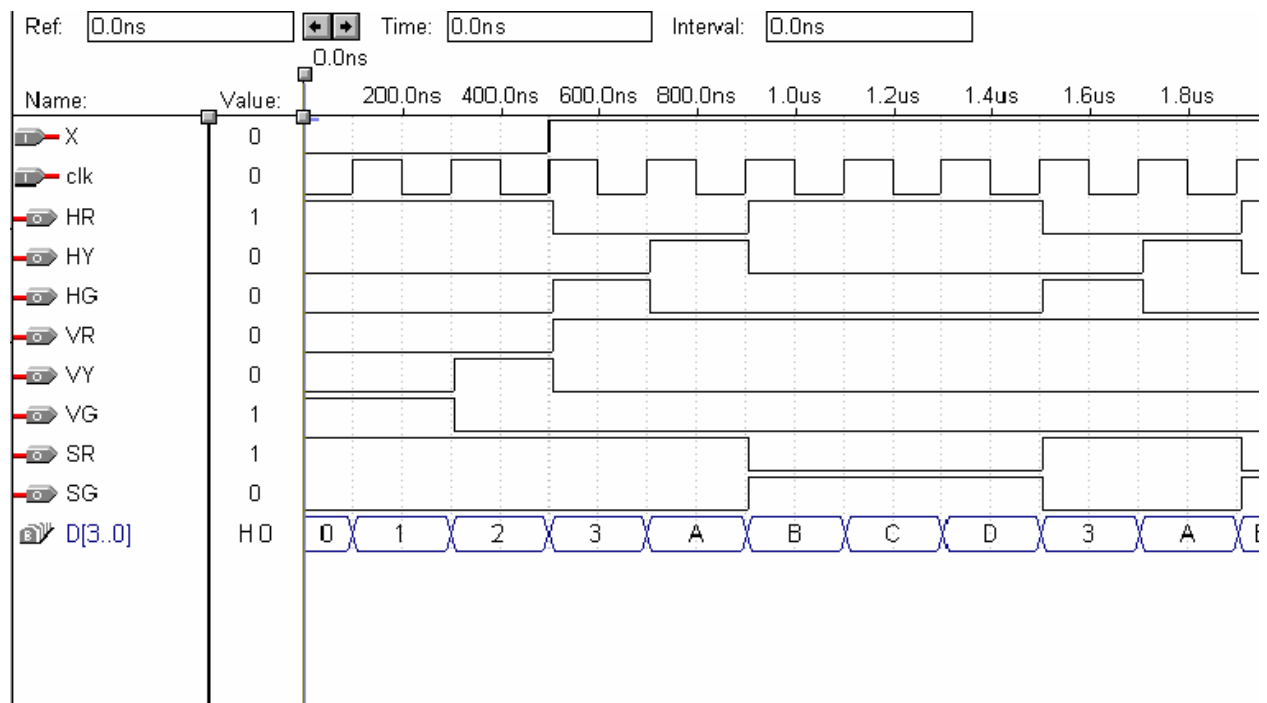 Ref: 0.0ns Time: 0.0ns Interval: 0.0ns
0.0ns
Name: Value: 200.0ns 400.0ns 600.0ns 800.0ns 1.0us 1.2us 1.4us 1.6us 1.8us
X 0
clk 0
HR 1
HY 0
HG 0
VR 0
VY 0
VG 1
SR 1
SG 0
D[3..0] H 0 0 1 2 3 A B C D 3 A